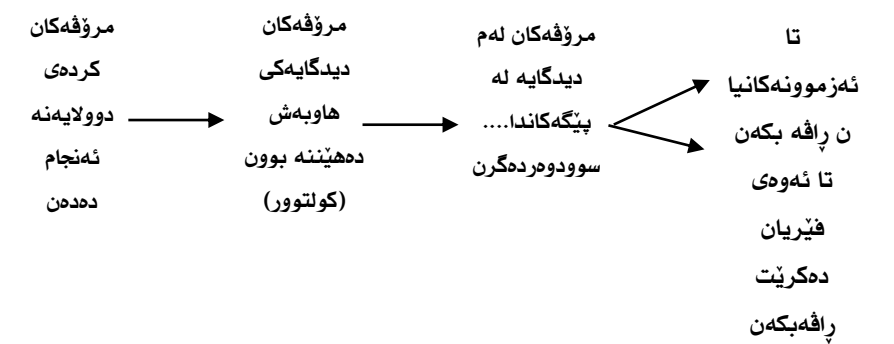 مرۆڤەکان
کردەی
دوولایەنە
ئەنجام
دەدەن
مرۆڤەکان
دیدگایەکی
هاوبەش
دەهێننە بوون
(کولتوور)
مرۆڤەکان لەم
دیدگایە لە
پێگەکاندا....
سوودوەردەگرن
تا
ئەزموونەکانیا
ن ڕاڤە بکەن
تا ئەوەی
فێریان
دەکرێت
ڕاڤەبکەن